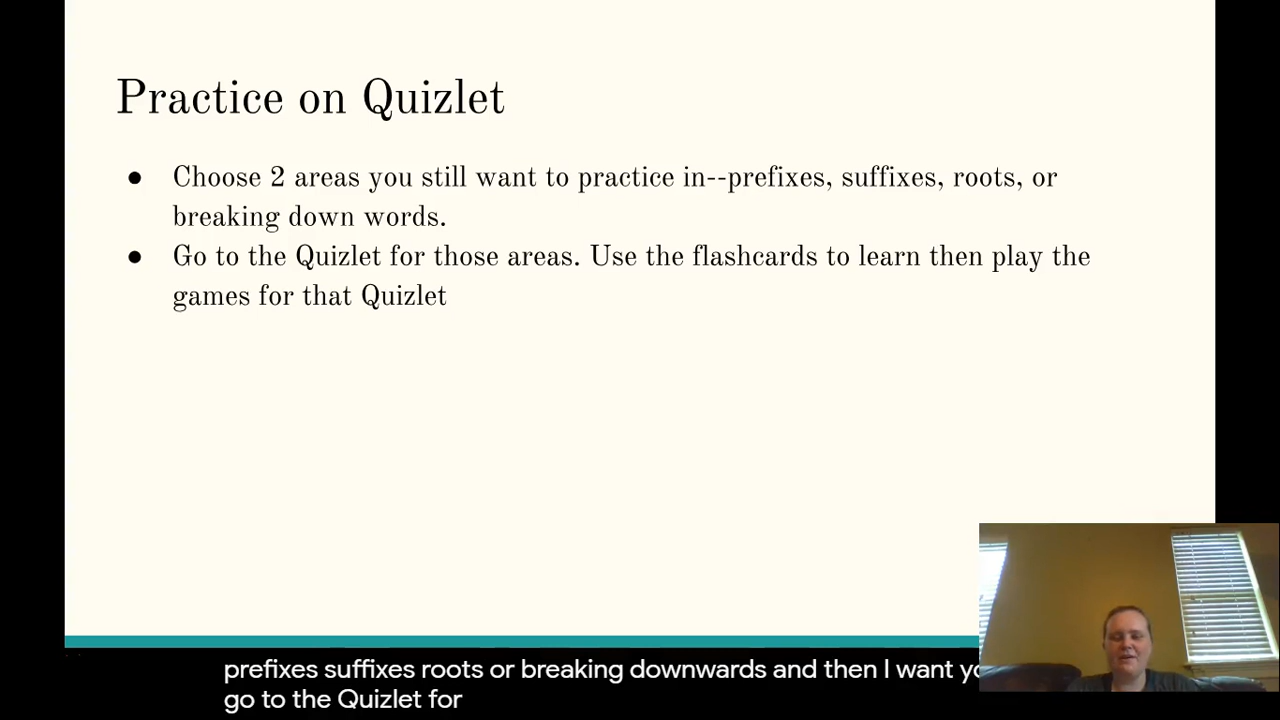 Practice on Quizlet
● Choose 2 areas you still want to practice in--prefixes, suffixes, roots, or
breaking down words.
● Go to the Quizlet for those areas. Use the flashcards to learn then play the
games for that Quizlet
prefixes suffixes roots or breaking downwards and then I want
go to the Quizlet for